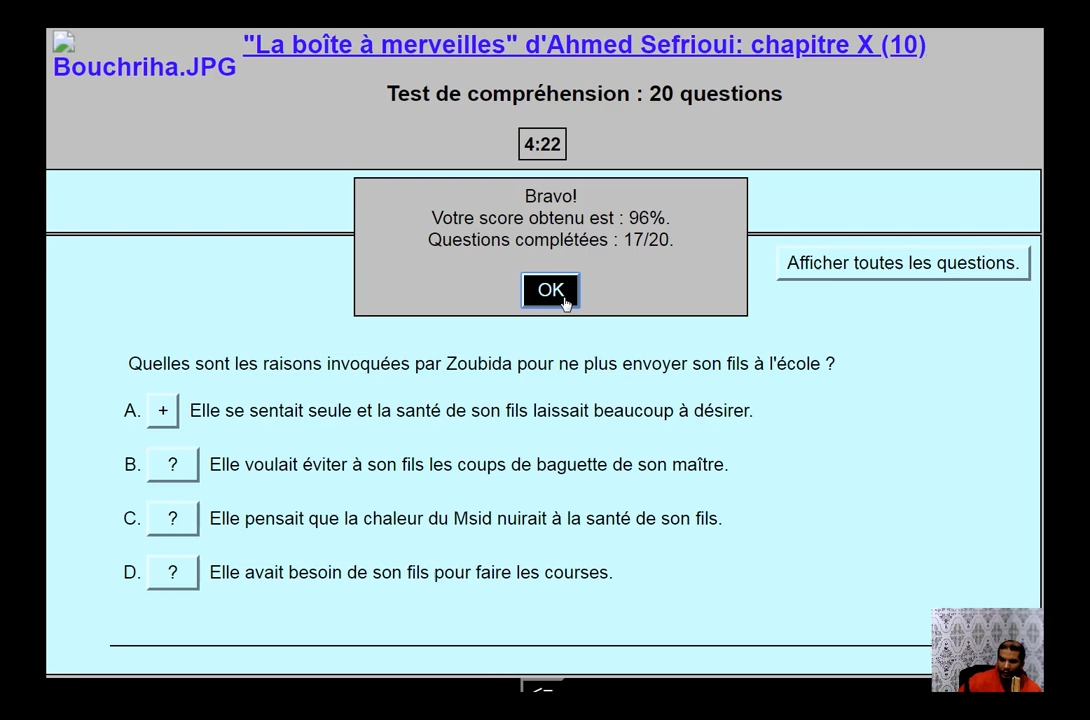 "La boîte à merveilles" d'Ahmed Sefrioui: chapitre X (10)
Bouchriha.JPG
Test de compréhension : 20 questions
4:22
Bravo!
Votre score obtenu est : 96%.
Questions complétées : 17/20.
OK
Afficher toutes les questions.
Quelles sont les raisons invoquées par Zoubida pour ne plus envoyer son fils à l'école ?
A. + Elle se sentait seule et la santé de son fils laissait beaucoup à désirer.
B. ? Elle voulait éviter à son fils les coups de baguette de son maître.
C. ? Elle pensait que la chaleur du Msid nuirait à la santé de son fils.
D. ? Elle avait besoin de son fils pour faire les courses.
<=